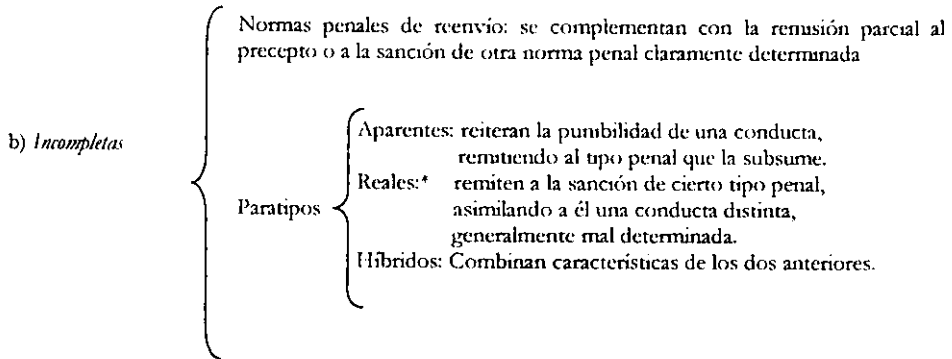 Normas penales de reenvío: se complementan con la remisión parcial al
precepto o a la sanción de otra norma penal claramente determinada
b) Incompletas
Paratipos
Aparentes: reiteran la punibilidad de una conducta,
remitiendo al tipo penal que la subsume.
Reales:* remiten a la sanción de cierto tipo penal,
asimilando a él una conducta distinta,
generalmente mal determinada.
Híbridos: Combinan características de los dos anteriores.